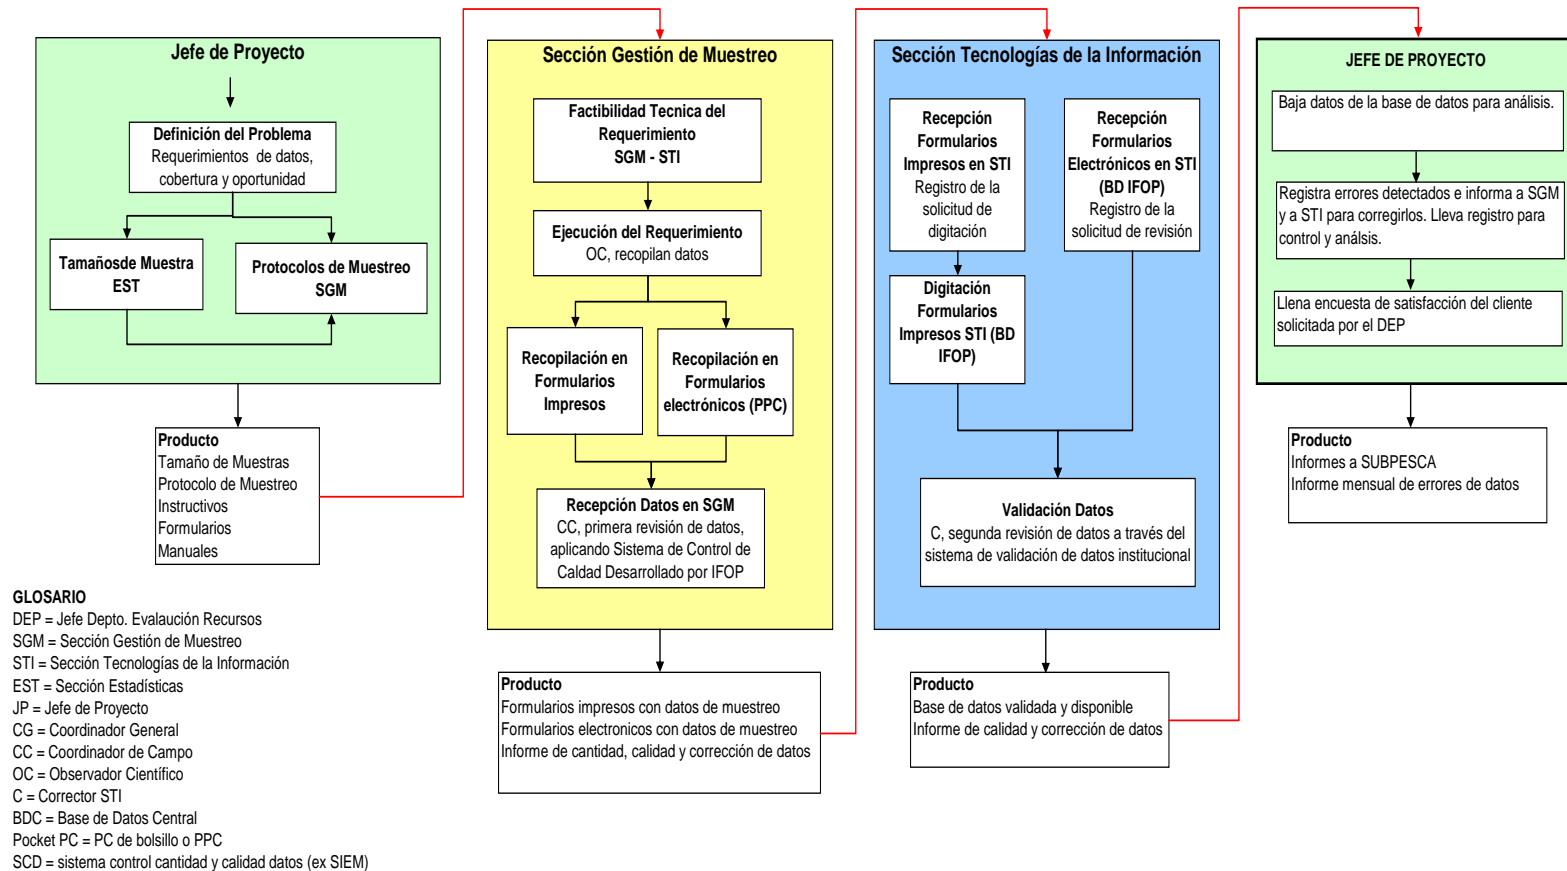 Jefe de Proyecto
Definición del Problema
Requerimientos de datos,
cobertura y oportunidad
Tamañosde Muestra
EST
Protocolos de Muestreo
SGM
Producto
Tamaño de Muestras
Protocolo de Muestreo
Instructivos
Formularios
Manuales
Sección Gestión de Muestreo
Factibilidad Tecnica del
Requerimiento
SGM - STI
Ejecución del Requerimiento
OC, recopilan datos
Recopilación en
Formularios
Impresos
Recopilación en
Formularios
electrónicos (PPC)
Recepción Datos en SGM
CC, primera revisión de datos,
aplicando Sistema de Control de
Caldad Desarrollado por IFOP
Producto
Formularios impresos con datos de muestreo
Formularios electronicos con datos de muestreo
Informe de cantidad, calidad y corrección de datos
Sección Tecnologías de la Información
Recepción
Formularios
Impresos en STI
Registro de la
solicitud de
digitación
Recepción
Formularios
Electrónicos en STI
(BD IFOP)
Registro de la
solicitud de revisión
Digitación
Formularios
Impresos STI (BD
IFOP)
Validación Datos
C, segunda revisión de datos a través del
sistema de validación de datos institucional
Producto
Base de datos validada y disponible
Informe de calidad y corrección de datos
JEFE DE PROYECTO
Baja datos de la base de datos para análisis.
Registra errores detectados e informa a SGM
y a STI para corregirlos. Lleva registro para
control y análsis.
Llena encuesta de satisfacción del cliente
solicitada por el DEP
Producto
Informes a SUBPESCA
Informe mensual de errores de datos
GLOSARIO
DEP = Jefe Depto. Evalaución Recursos
SGM = Sección Gestión de Muestreo
STI = Sección Tecnologías de la Información
EST = Sección Estadísticas
JP = Jefe de Proyecto
CG = Coordinador General
CC = Coordinador de Campo
OC = Observador Científico
C = Corrector STI
BDC = Base de Datos Central
Pocket PC = PC de bolsillo o PPC
SCD = sistema control cantidad y calidad datos (ex SIEM)